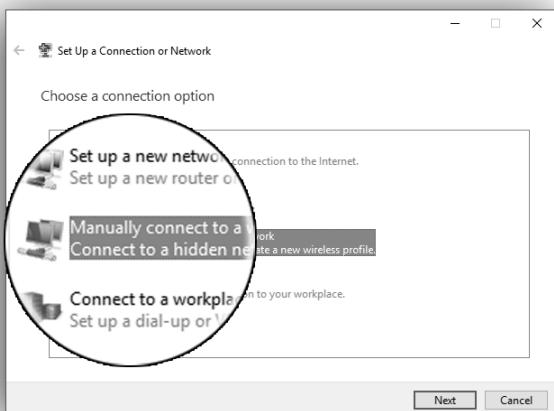 Set Up a Connection or Network
Choose a connection option
connection to the Internet.
Set up a new netwo
Set up a new router o
Manually connect to a w
ork
Connect to a hidden ne
ate a new wireless profile.
Connect to a workpla
on to your workplace.
Set up a dial-up or V
Next
Cancel